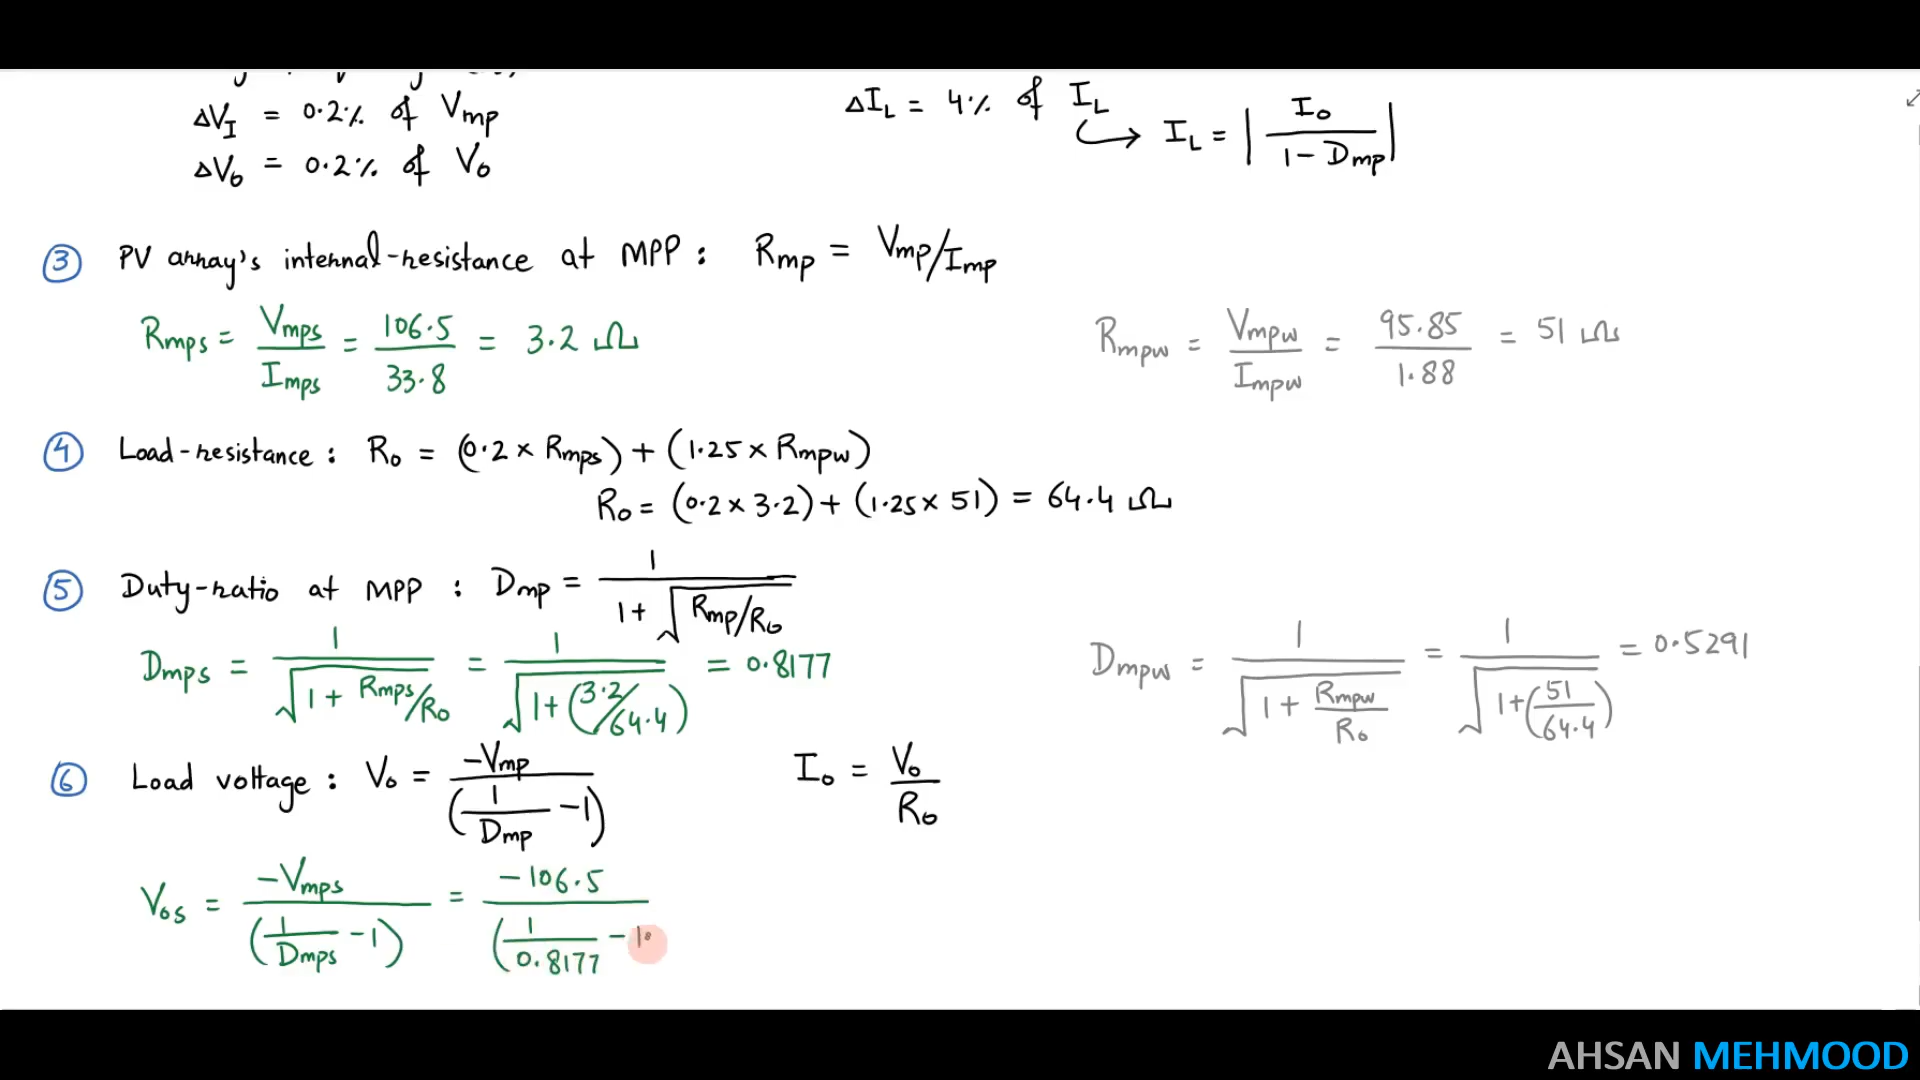 ΔV_I = 0.2% of V_mp
ΔV_o = 0.2% of V_o
ΔI_L = 4% of I_L
I_L = | I_o / (1 - D_mp) |
③ PV array's internal-resistance at MPP : R_mp = V_mp/I_mp
R_mps = V_mps / I_mps = 106.5 / 33.8 = 3.2 Ω
R_mpw = V_mpw / I_mpw = 95.85 / 1.88 = 51 Ω
④ Load-resistance : R_o = (0.2 × R_mps) + (1.25 × R_mpw)
R_o = (0.2 × 3.2) + (1.25 × 51) = 64.4 Ω
⑤ Duty-ratio at MPP : D_mp = 1 / (1 + √(R_mp/R_o))
D_mps = 1 / √(1 + R_mps/R_o) = 1 / √(1 + (3.2/64.4)) = 0.8177
D_mpw = 1 / √(1 + R_mpw/R_o) = 1 / √(1 + (51/64.4)) = 0.5291
⑥ Load voltage : V_o = -V_mp / (1/D_mp - 1)
I_o = V_o / R_o
V_os = -V_mps / (1/D_mps - 1) = -106.5 / (1/0.8177 - 1
AHSAN MEHMOOD